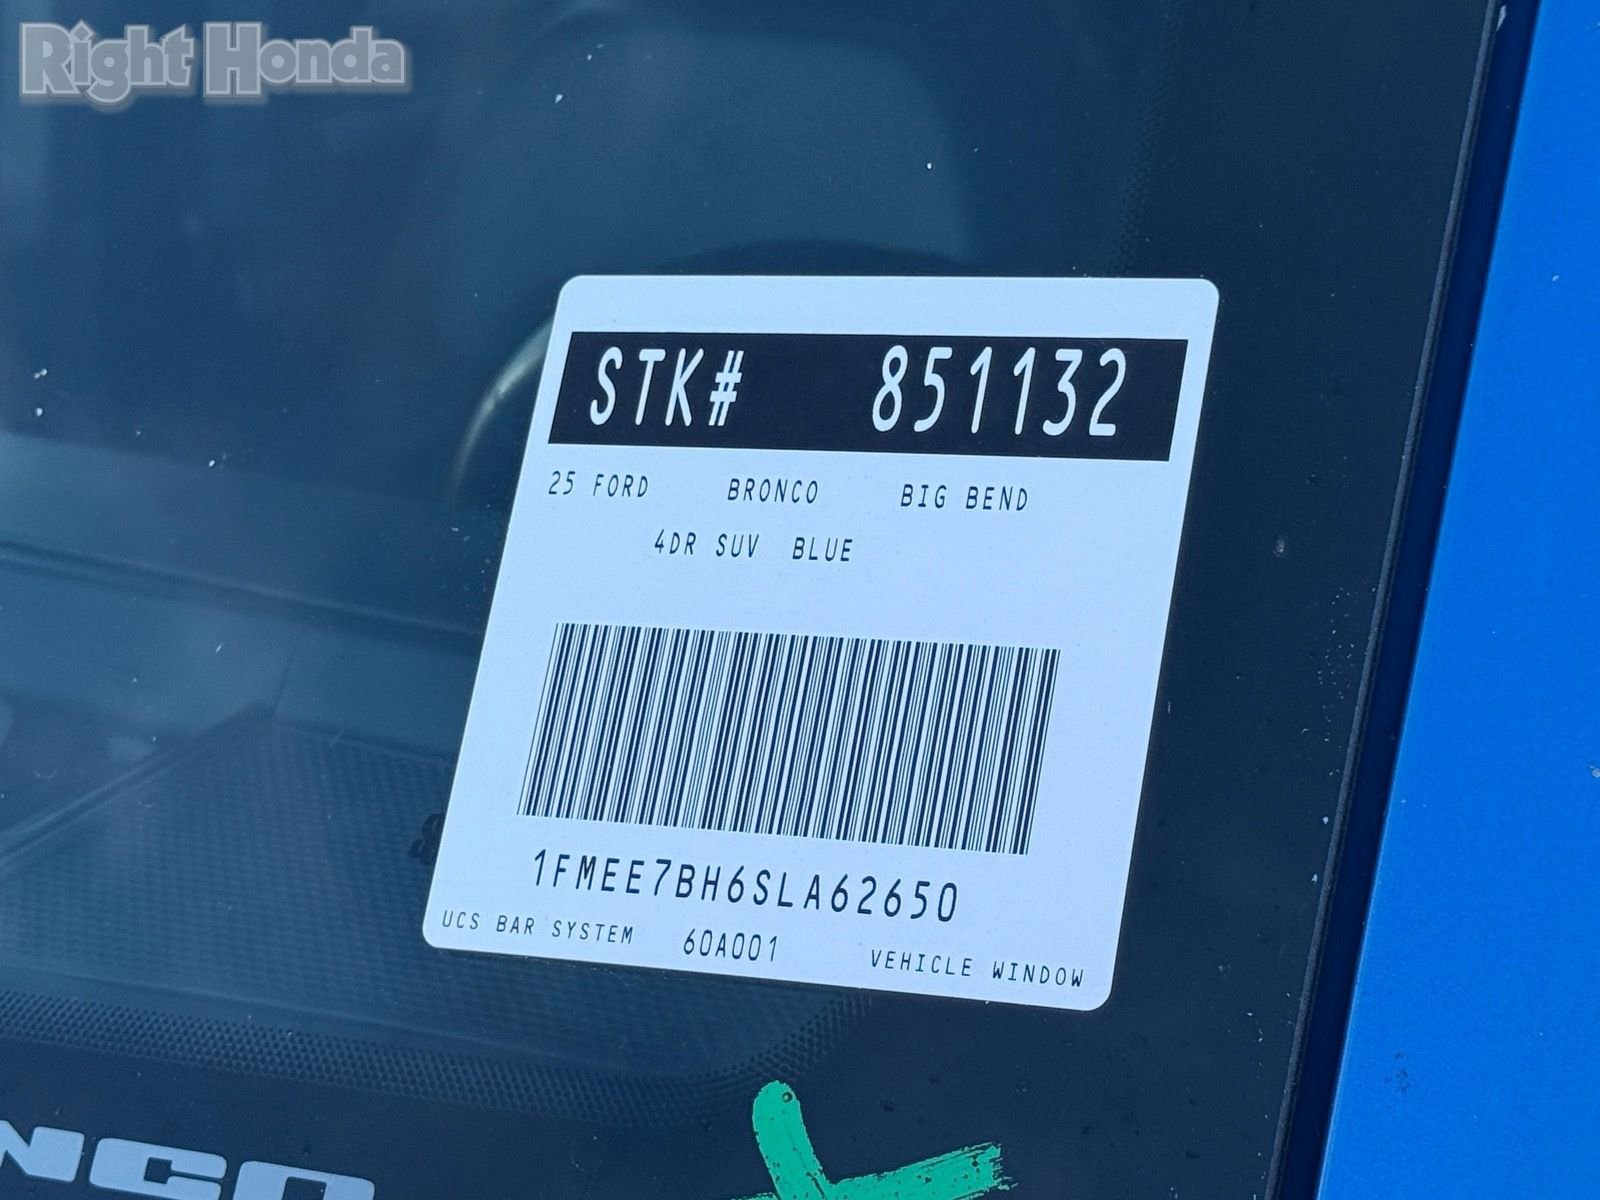 Right Honda
STK# 851132
25 FORD BRONCO BIG BEND
4DR SUV BLUE
1FMEE7BH6SLA62650
UCS BAR SYSTEM 60A001 VEHICLE WINDOW